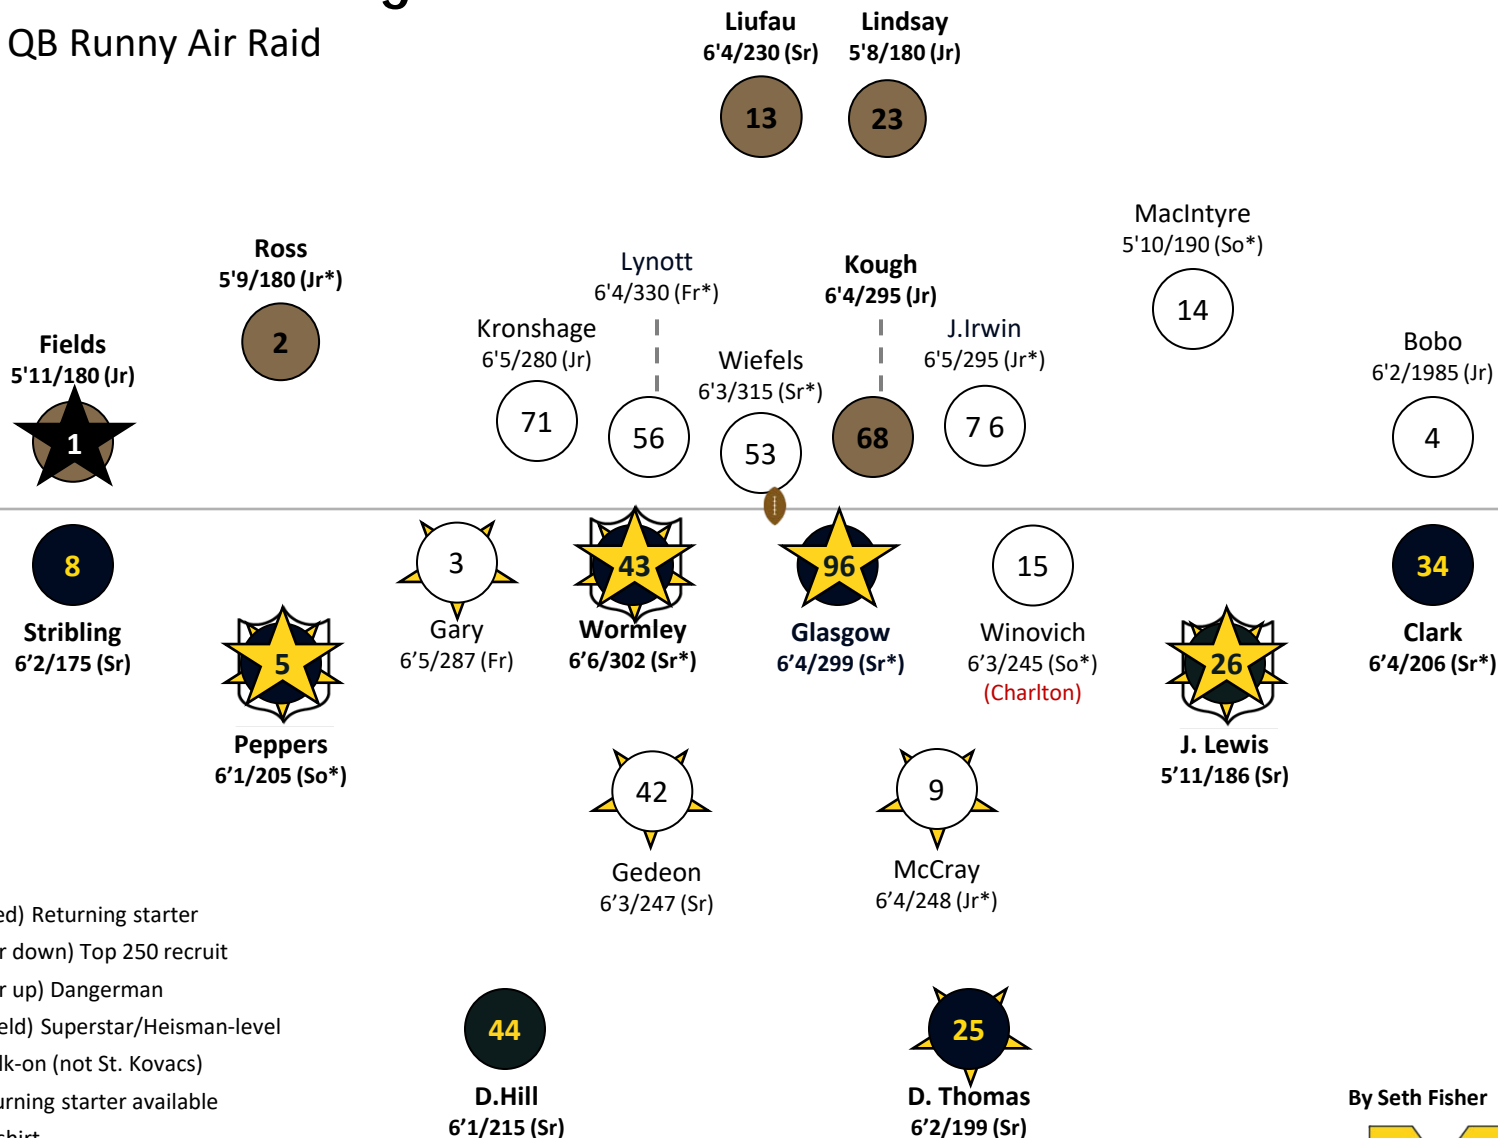 g
QB Runny Air Raid
Liufau
6'4/230 (Sr)
13
Lindsay
5'8/180 (Jr)
23
MacIntyre
5'10/190 (So*)
14
Ross
5'9/180 (Jr*)
2
Lynott
6'4/330 (Fr*)
56
Kough
6'4/295 (Jr)
68
Kronshage
6'5/280 (Jr)
71
J.Irwin
6'5/295 (Jr*)
7 6
Fields
5'11/180 (Jr)
1
Wiefels
6'3/315 (Sr*)
53
Bobo
6'2/1985 (Jr)
4
8
Stribling
6’2/175 (Sr)
5
Peppers
6’1/205 (So*)
3
Gary
6’5/287 (Fr)
43
Wormley
6’6/302 (Sr*)
96
Glasgow
6’4/299 (Sr*)
15
Winovich
6’3/245 (So*)
(Charlton)
26
J. Lewis
5’11/186 (Sr)
34
Clark
6’4/206 (Sr*)
42
Gedeon
6’3/247 (Sr)
9
McCray
6’4/248 (Jr*)
ed) Returning starter
r down) Top 250 recruit
r up) Dangerman
eld) Superstar/Heisman-level
lk-on (not St. Kovacs)
urning starter available
shirt
44
D.Hill
6’1/215 (Sr)
25
D. Thomas
6’2/199 (Sr)
By Seth Fisher